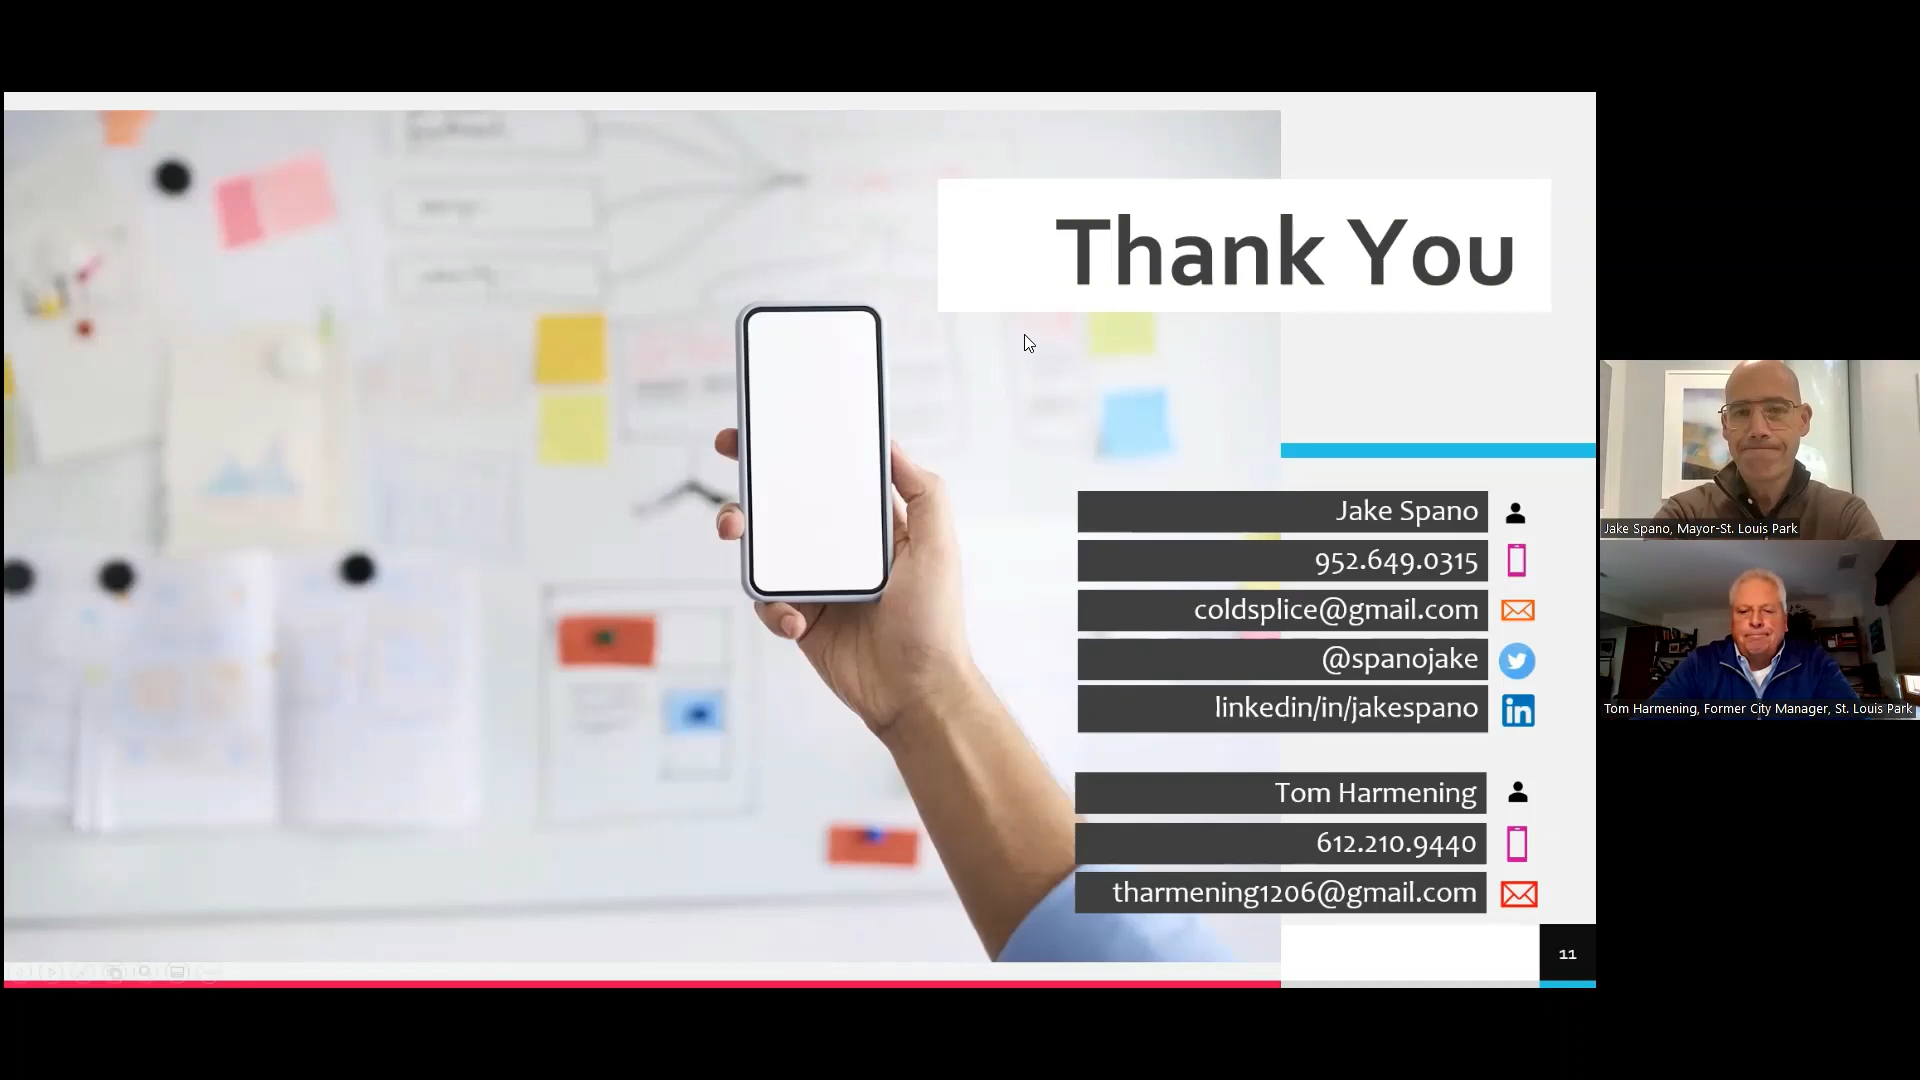 Thank You
Jake Spano
952.649.0315
coldsplice@gmail.com
@spanojake
linkedin/in/jakespano
Tom Harmening
612.210.9440
tharmening1206@gmail.com
11
Jake Spano, Mayor-St. Louis Park
Tom Harmening, Former City Manager, St. Louis Park